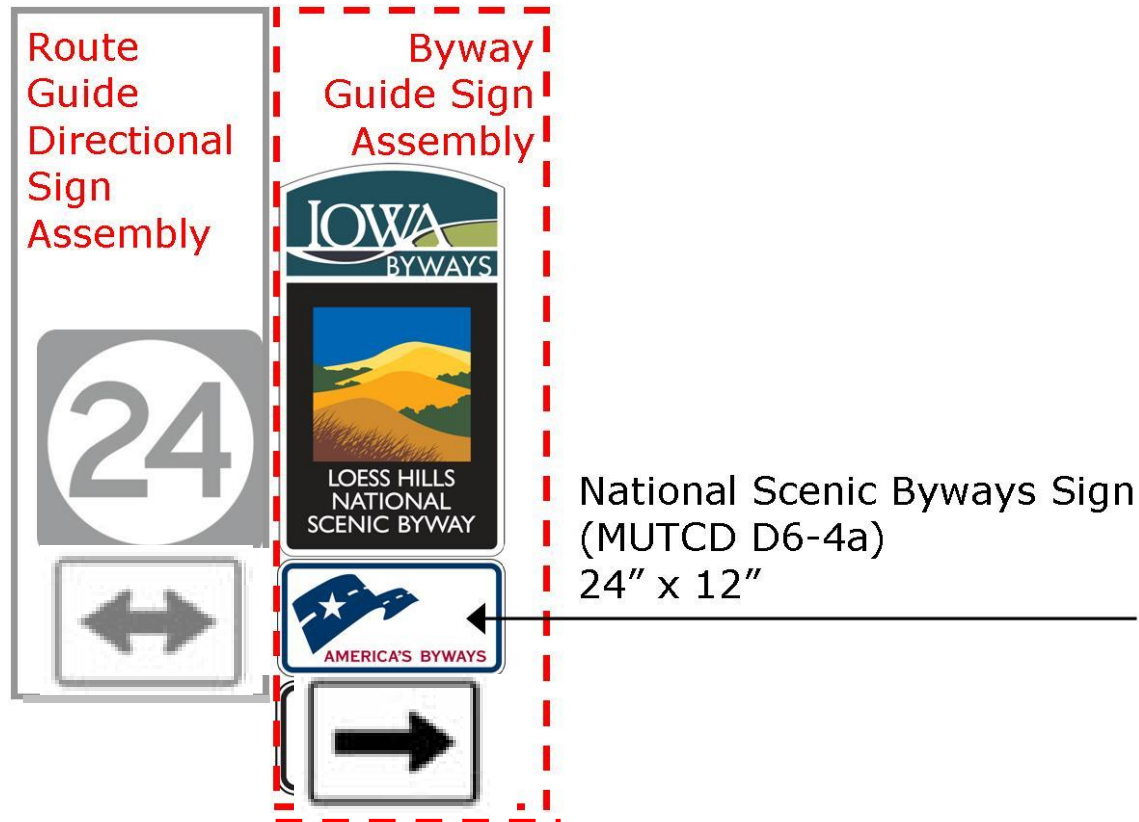 Route
Guide
Directional
Sign
Assembly
24
Byway
Guide Sign
Assembly
IOWA
BYWAYS
LOESS HILLS
NATIONAL
SCENIC BYWAY
AMERICA'S BYWAYS
National Scenic Byways Sign
(MUTCD D6-4a)
24" x 12"